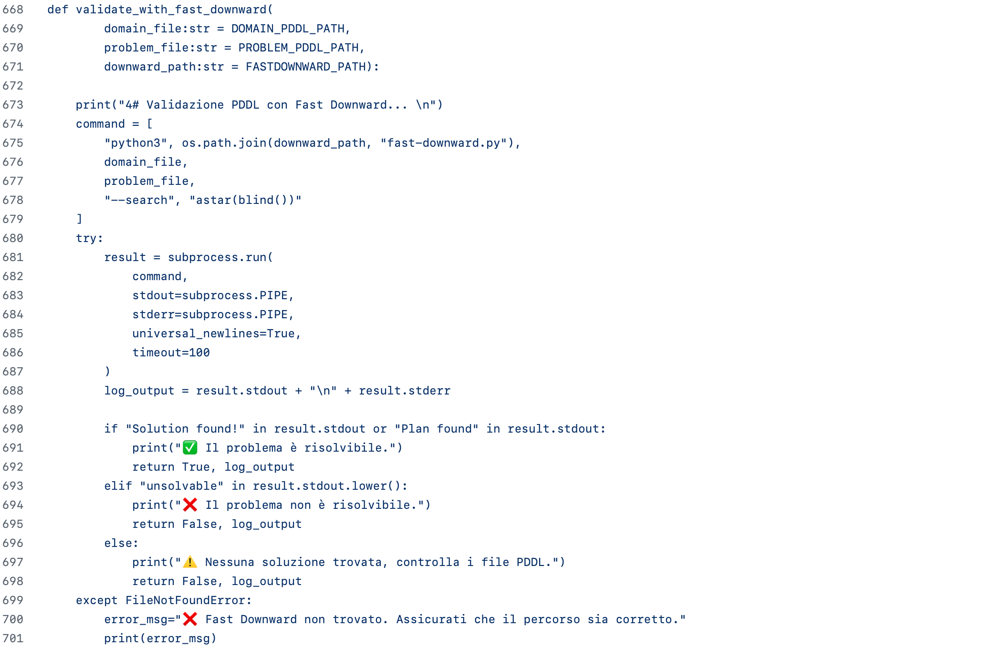 668 def validate_with_fast_downward(
669 domain_file:str = DOMAIN_PDDL_PATH,
670 problem_file:str = PROBLEM_PDDL_PATH,
671 downward_path:str = FASTDOWNWARD_PATH):
672
673 print("4# Validazione PDDL con Fast Downward... \n")
674 command = [
675 "python3", os.path.join(downward_path, "fast-downward.py"),
676 domain_file,
677 problem_file,
678 "--search", "astar(blind())"
679 ]
680 try:
681 result = subprocess.run(
682 command,
683 stdout=subprocess.PIPE,
684 stderr=subprocess.PIPE,
685 universal_newlines=True,
686 timeout=100
687 )
688 log_output = result.stdout + "\n" + result.stderr
689
690 if "Solution found!" in result.stdout or "Plan found" in result.stdout:
691 print("✅ Il problema è risolvibile.")
692 return True, log_output
693 elif "unsolvable" in result.stdout.lower():
694 print("❌ Il problema non è risolvibile.")
695 return False, log_output
696 else:
697 print("⚠️ Nessuna soluzione trovata, controlla i file PDDL.")
698 return False, log_output
699 except FileNotFoundError:
700 error_msg="❌ Fast Downward non trovato. Assicurati che il percorso sia corretto."
701 print(error_msg)